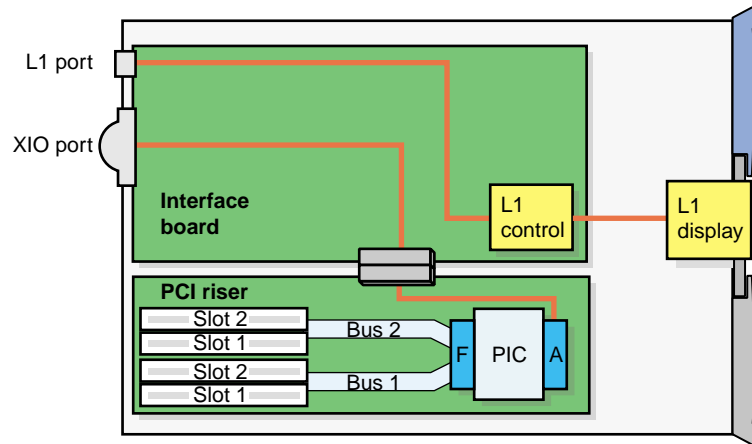 L1 port
XIO port
Interface
board
L1
control
L1
display
PCI riser
Slot 2
Slot 1
Bus 2
Slot 2
Slot 1
Bus 1
F
PIC
A